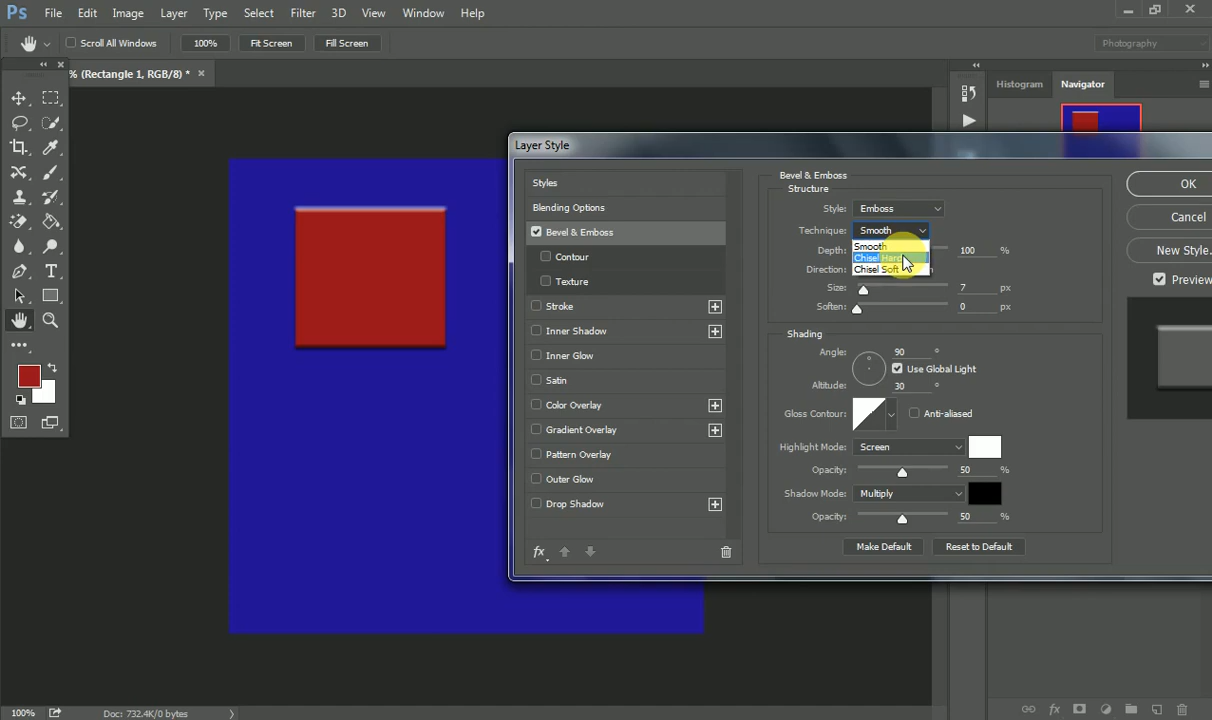 Ps File Edit Image Layer Type Select Filter 3D View Window Help
Scroll All Windows 100% Fit Screen Fill Screen Photography
% (Rectangle 1, RGB/8) * ×
Histogram Navigator
Layer Style
Styles
Blending Options
Bevel & Emboss
Contour
Texture
Stroke
Inner Shadow
Inner Glow
Satin
Color Overlay
Gradient Overlay
Pattern Overlay
Outer Glow
Drop Shadow
fx
Bevel & Emboss
Structure
Style: Emboss
Technique: Smooth
Smooth
Chisel Hard
Chisel Soft
Depth: 100 %
Direction:
Size: 7 px
Soften: 0 px
Shading
Angle: 90 °
Use Global Light
Altitude: 30 °
Gloss Contour: Anti-aliased
Highlight Mode: Screen
Opacity: 50 %
Shadow Mode: Multiply
Opacity: 50 %
Make Default Reset to Default
OK
Cancel
New Style.
Preview
100% Doc: 732.4K/0 bytes
fx